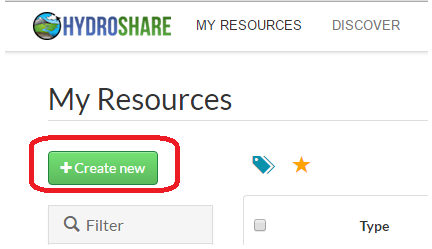 HYDROSHARE MY RESOURCES DISCOVER
My Resources
+ Create new
Filter
Type